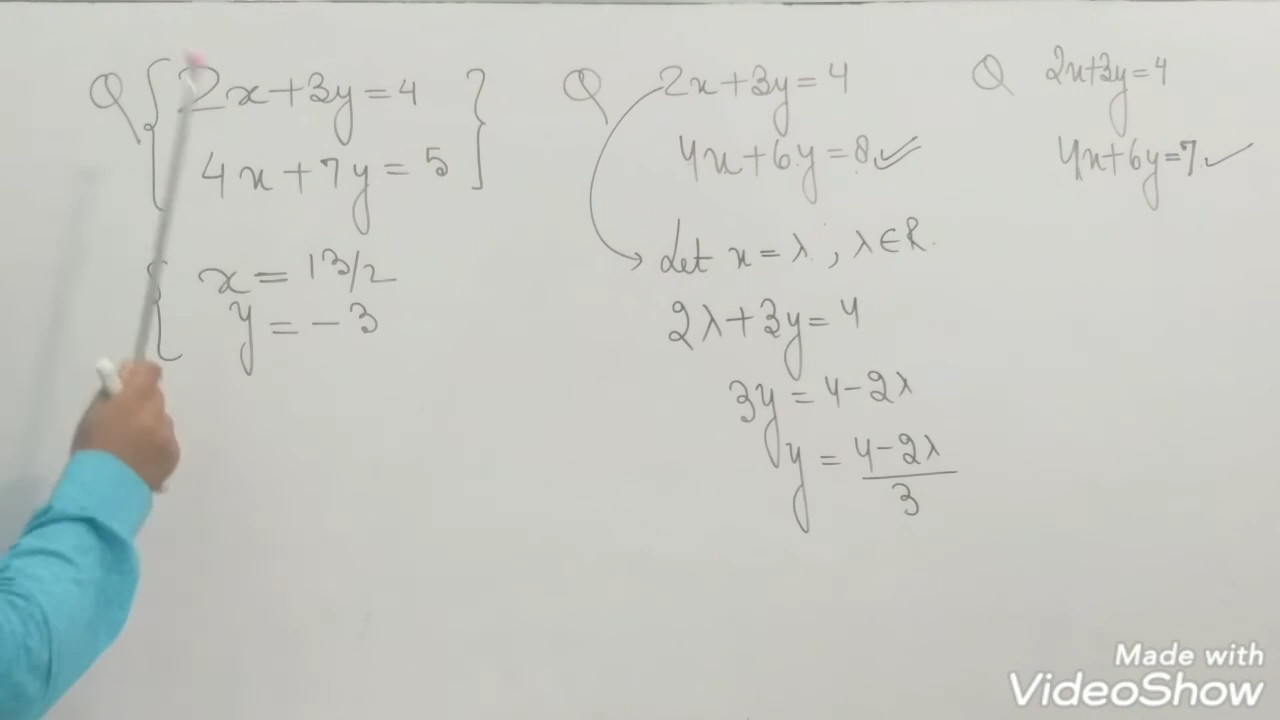 Q { 2x+3y=4 }
4x+7y=5
{ x = 13/2
y = -3
Q 2x+3y=4
4x+6y=8 ✓
Let x = λ, λ∈R.
2λ+3y=4
3y = 4-2λ
y = 4-2λ
3
Q 2x+3y=4
4x+6y=7 ✓
Made with
VideoShow